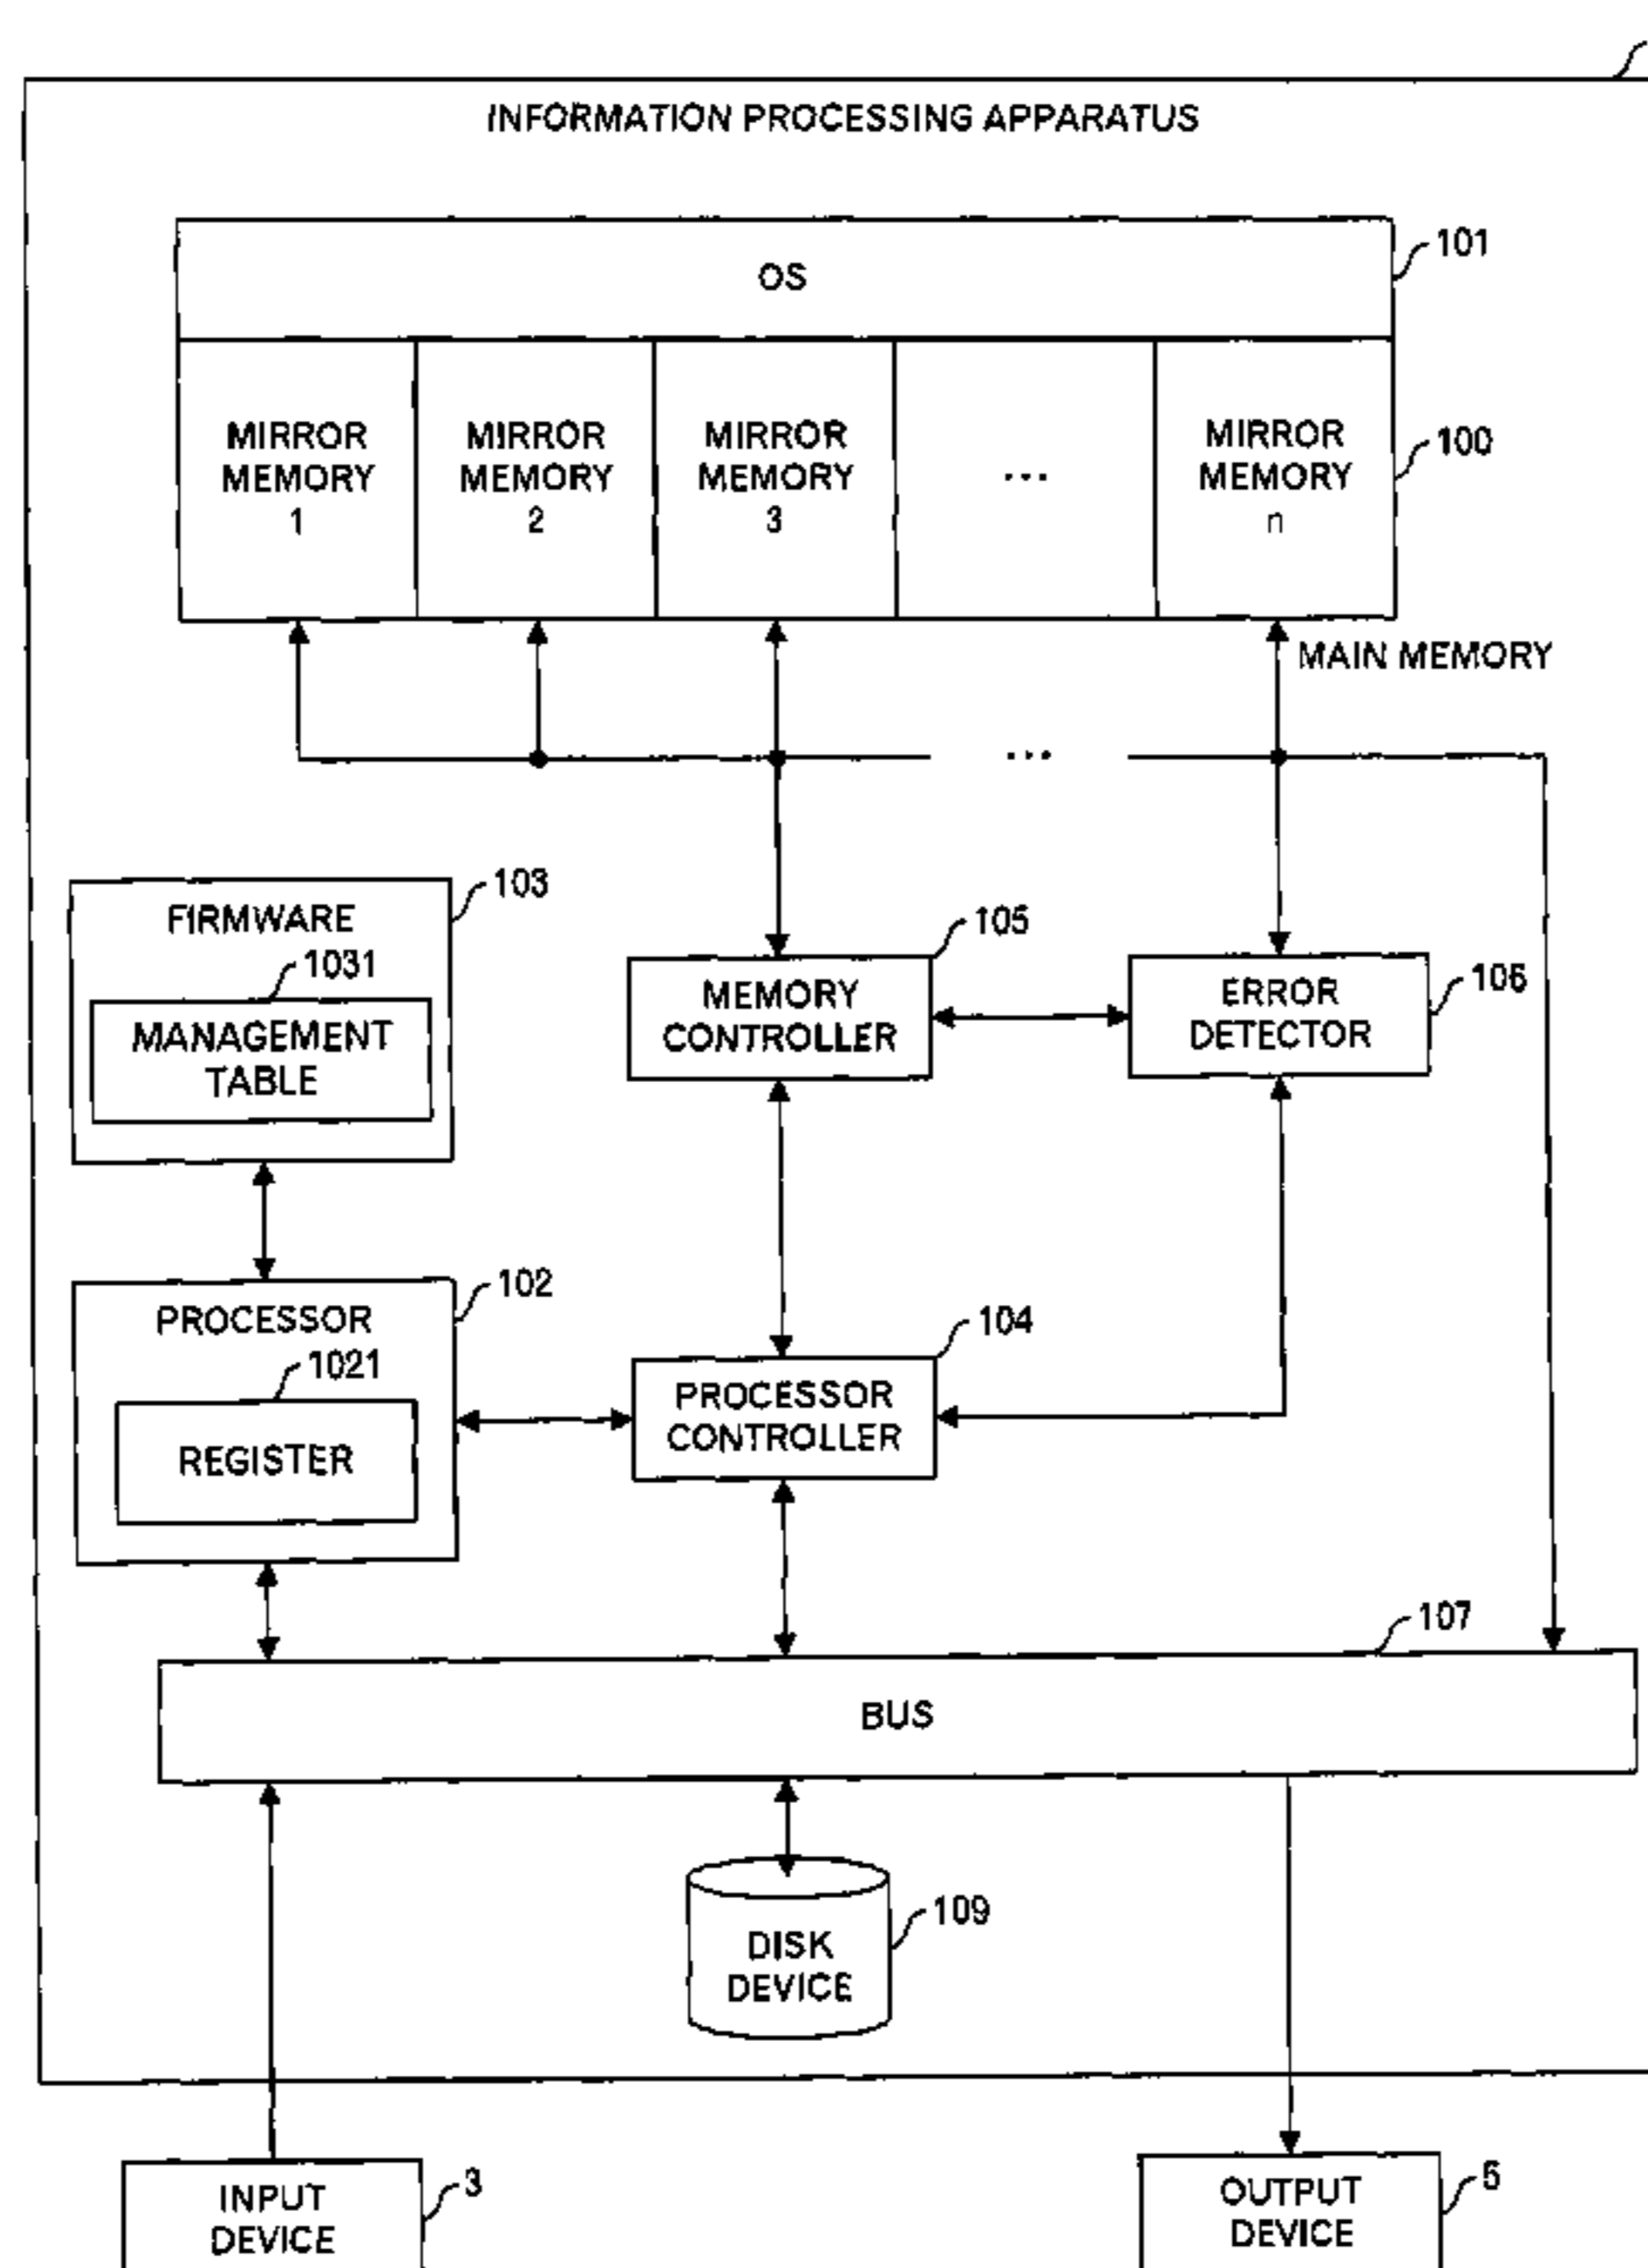 INFORMATION PROCESSING APPARATUS
101
OS
MIRROR MEMORY 1
MIRROR MEMORY 2
MIRROR MEMORY 3
...
MIRROR MEMORY n
100
MAIN MEMORY
...
103
FIRMWARE
1031
MANAGEMENT TABLE
105
MEMORY CONTROLLER
106
ERROR DETECTOR
102
PROCESSOR
1021
REGISTER
104
PROCESSOR CONTROLLER
107
BUS
109
DISK DEVICE
3
INPUT DEVICE
5
OUTPUT DEVICE